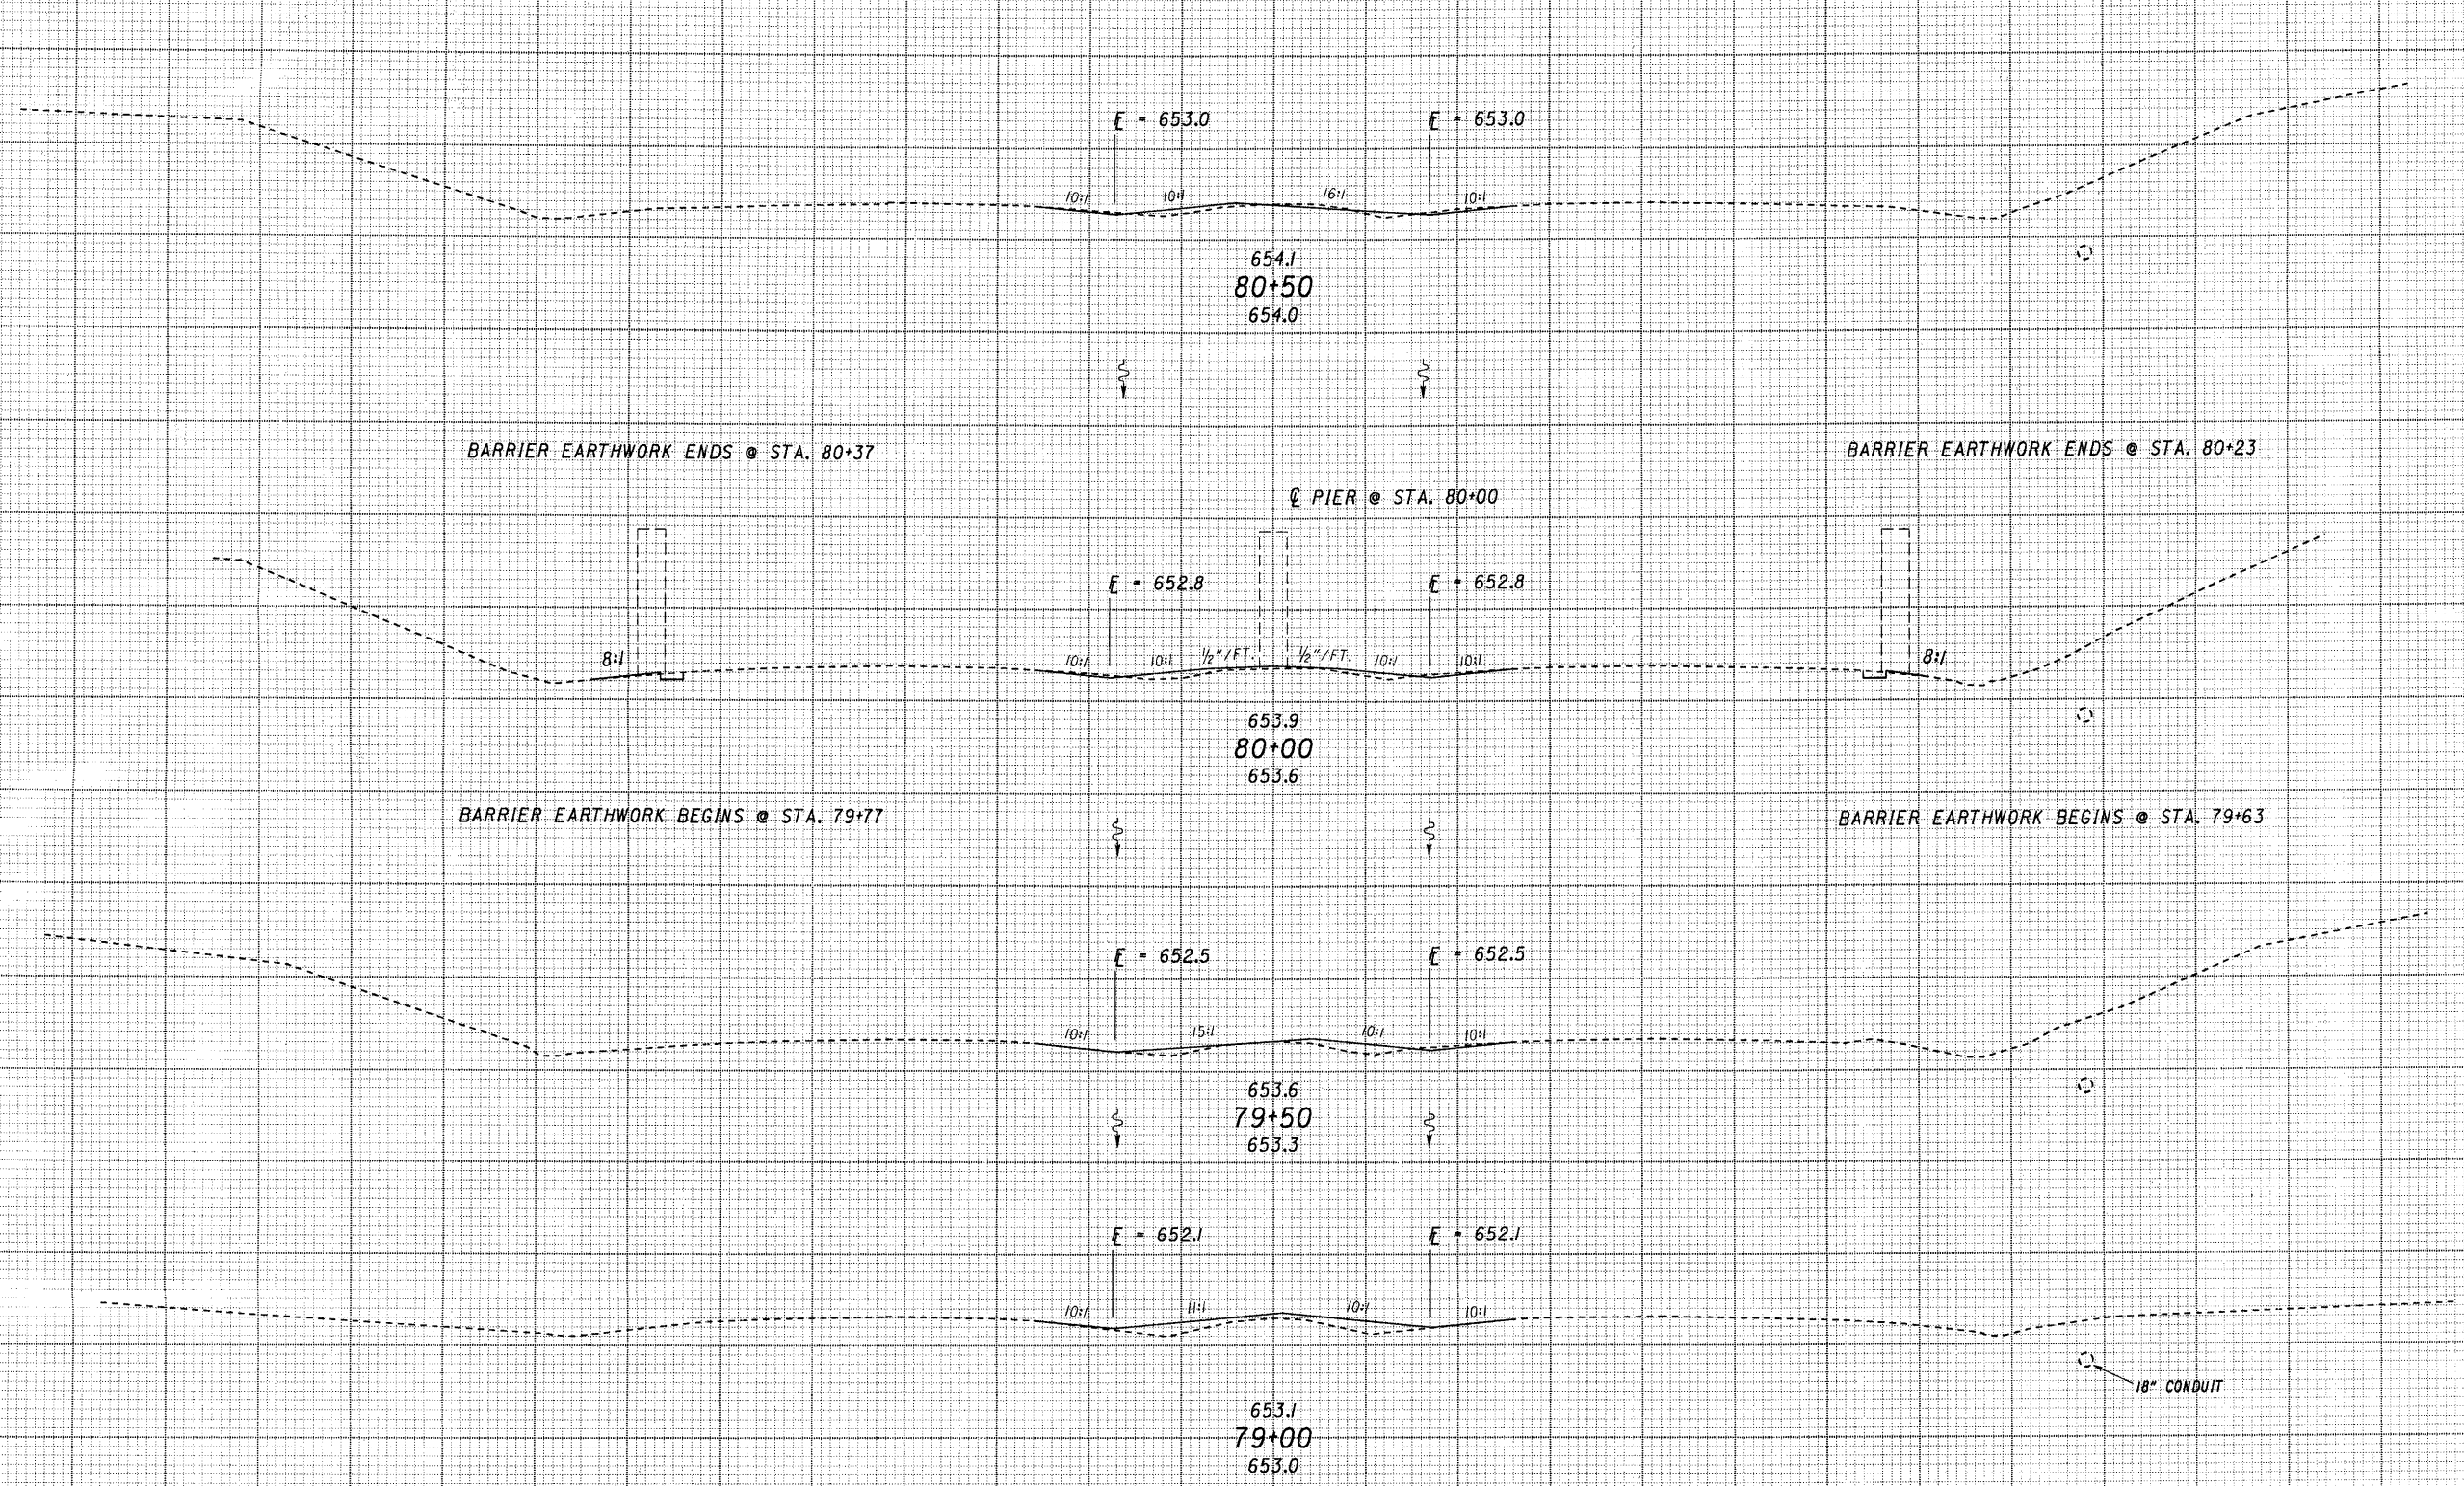 E = 653.0
E = 653.0
10:1
10:1
16:1
10:1
654.1
80+50
654.0
BARRIER EARTHWORK ENDS @ STA. 80+37
BARRIER EARTHWORK ENDS @ STA. 80+23
℄ PIER @ STA. 80+00
E = 652.8
E = 652.8
8:1
10:1
10:1
1/2"/FT.
1/2"/FT.
10:1
10:1
8:1
653.9
80+00
653.6
BARRIER EARTHWORK BEGINS @ STA. 79+77
BARRIER EARTHWORK BEGINS @ STA. 79+63
E = 652.5
E = 652.5
10:1
15:1
10:1
10:1
653.6
79+50
653.3
E = 652.1
E = 652.1
10:1
11:1
10:1
10:1
18" CONDUIT
653.1
79+00
653.0